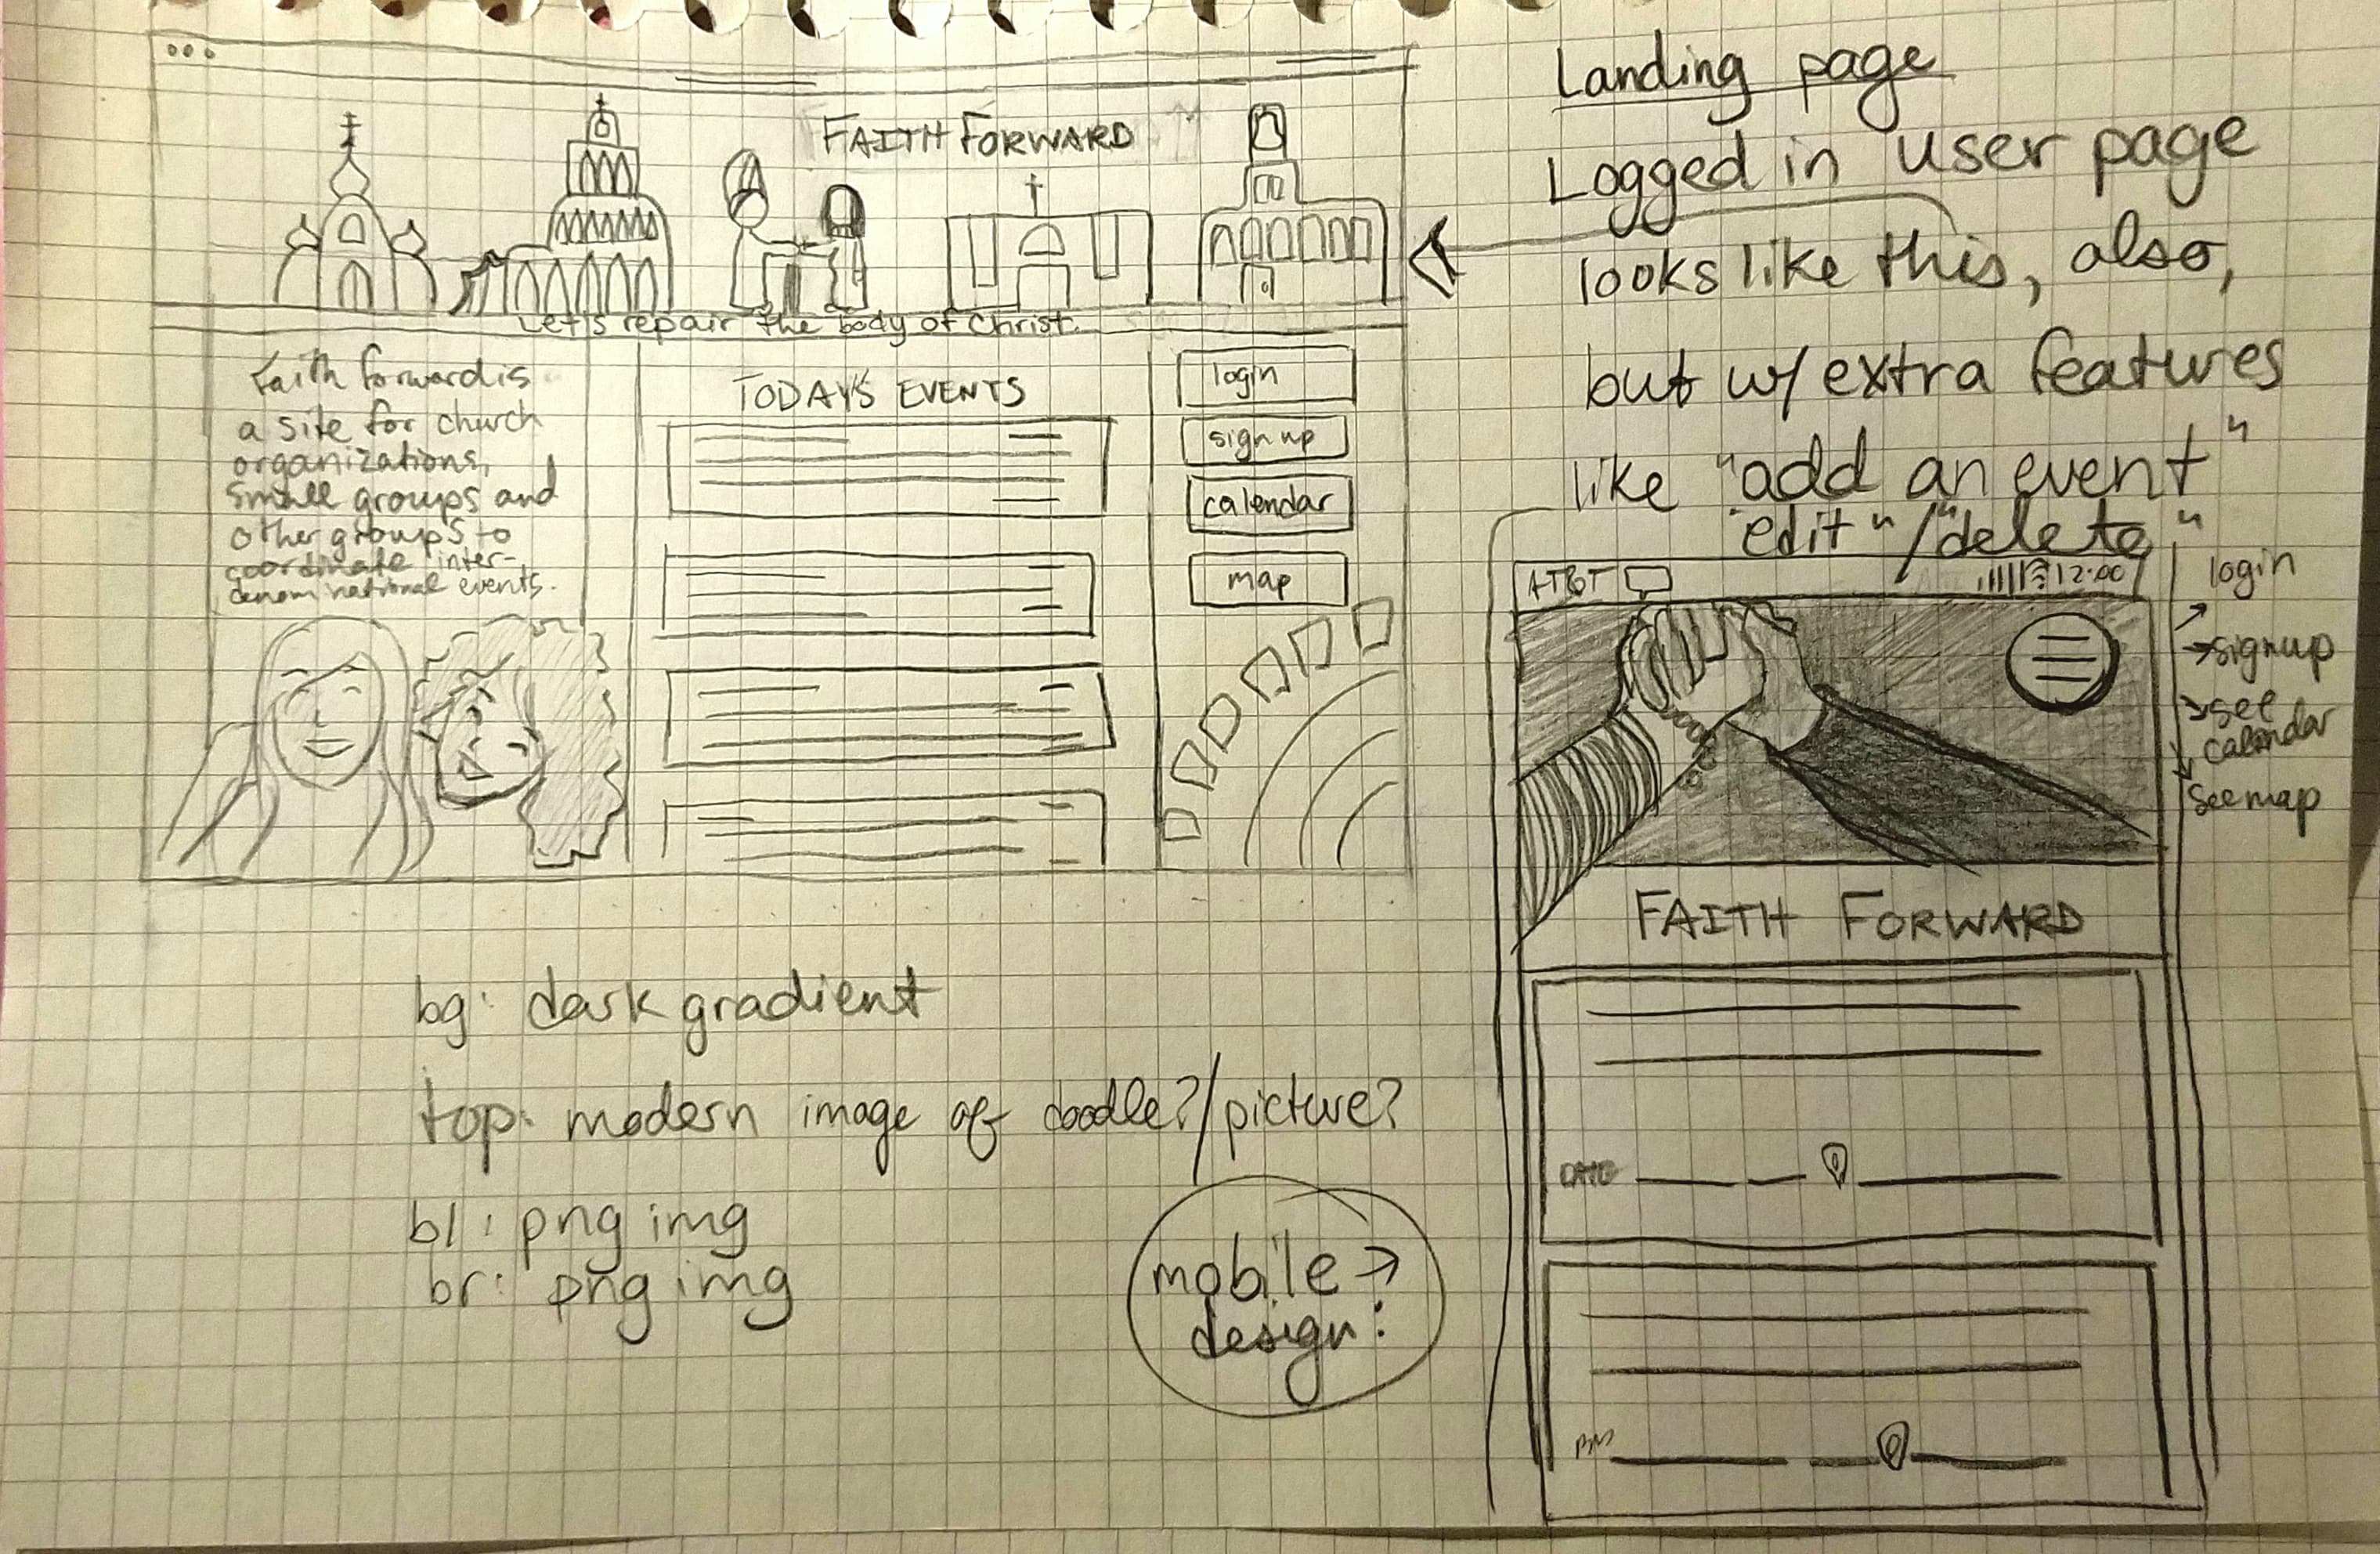 FAITH FORWARD
Let's repair the body of Christ.
Faith forward is
a site for church
organizations,
small groups and
other groups to
coordinate inter-
denominational events.
TODAY'S EVENTS
login
sign up
calendar
map
Landing page
Logged in user page
looks like this, also,
but w/ extra features
like "add an event"
"edit"/"delete"
AT&T
12:00
login
signup
see
calendar
see map
FAITH FORWARD
DATE
bg: dark gradient
top: modern image of doodle?/picture?
bl: png img
br: png img
mobile →
design: